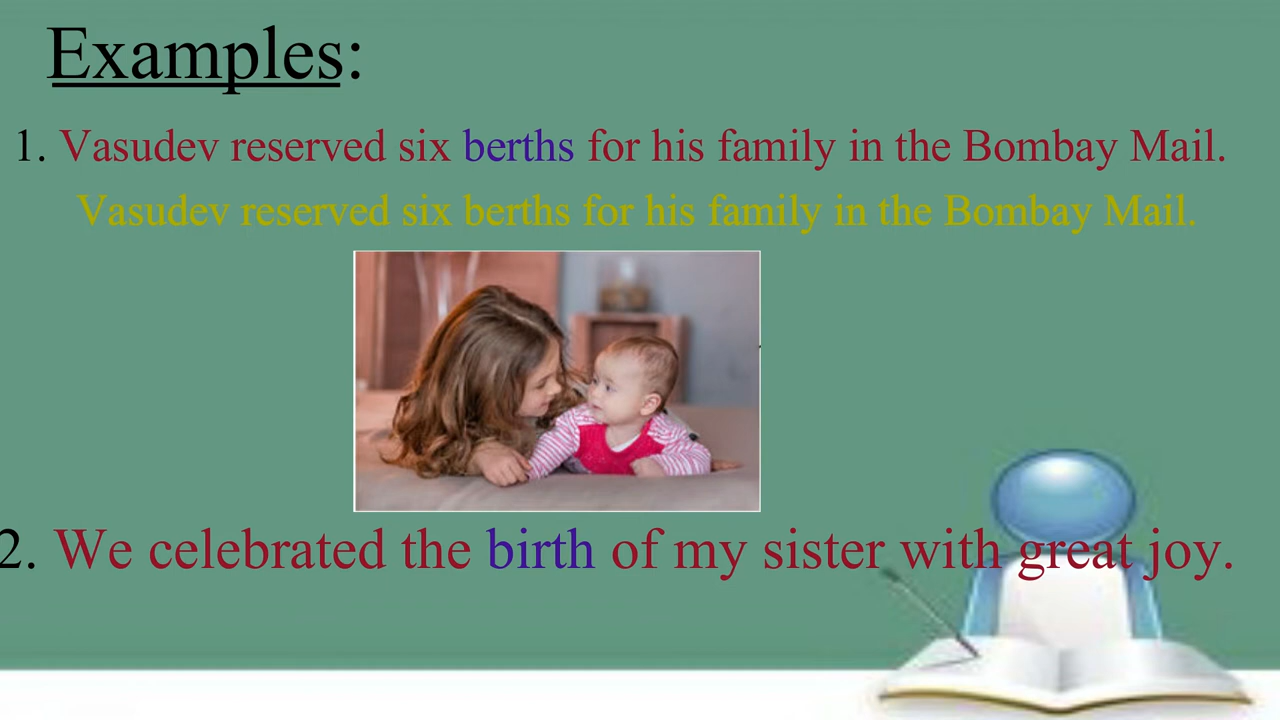 Examples:
1. Vasudev reserved six berths for his family in the Bombay Mail.
Vasudev reserved six berths for his family in the Bombay Mail.
2. We celebrated the birth of my sister with great joy.